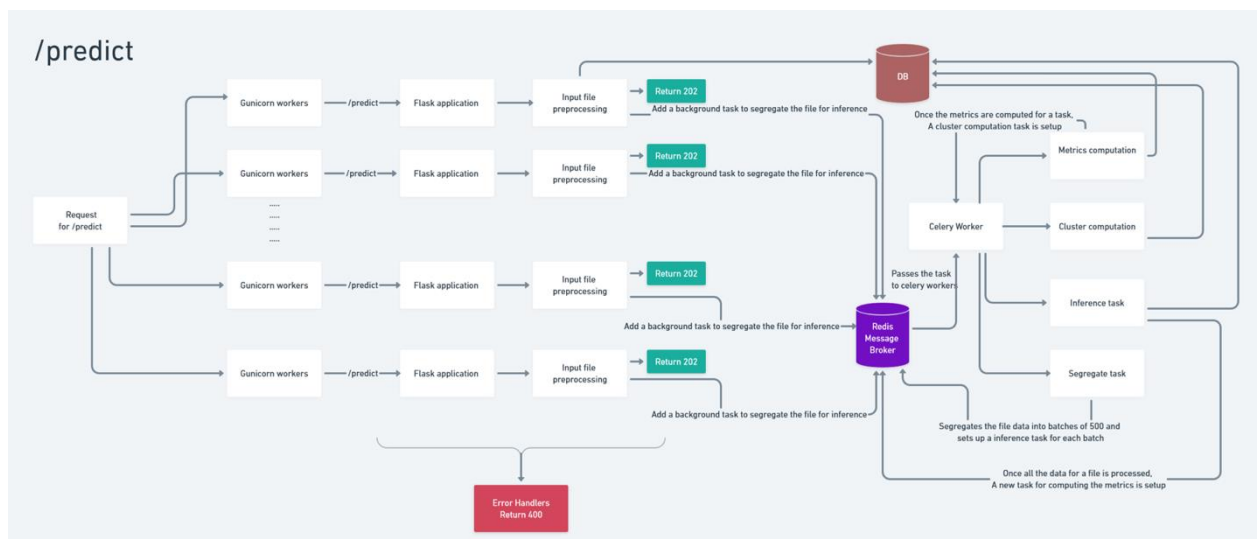 /predict
DB
Gunicorn workers
/predict
Flask application
Input file
preprocessing
Return 202
Add a background task to segregate the file for inference
Once the metrics are computed for a task,
A cluster computation task is setup
Metrics computation
Gunicorn workers
/predict
Flask application
Input file
preprocessing
Return 202
Add a background task to segregate the file for inference
.....
.....
.....
.....
Request
for /predict
Celery Worker
Cluster computation
Gunicorn workers
/predict
Flask application
Input file
preprocessing
Return 202
Add a background task to segregate the file for inference
Passes the task
to celery workers
Inference task
Redis
Message
Broker
Gunicorn workers
/predict
Flask application
Input file
preprocessing
Return 202
Add a background task to segregate the file for inference
Segregate task
Segregates the file data into batches of 500 and
sets up a inference task for each batch
Once all the data for a file is processed,
A new task for computing the metrics is setup
Error Handlers
Return 400